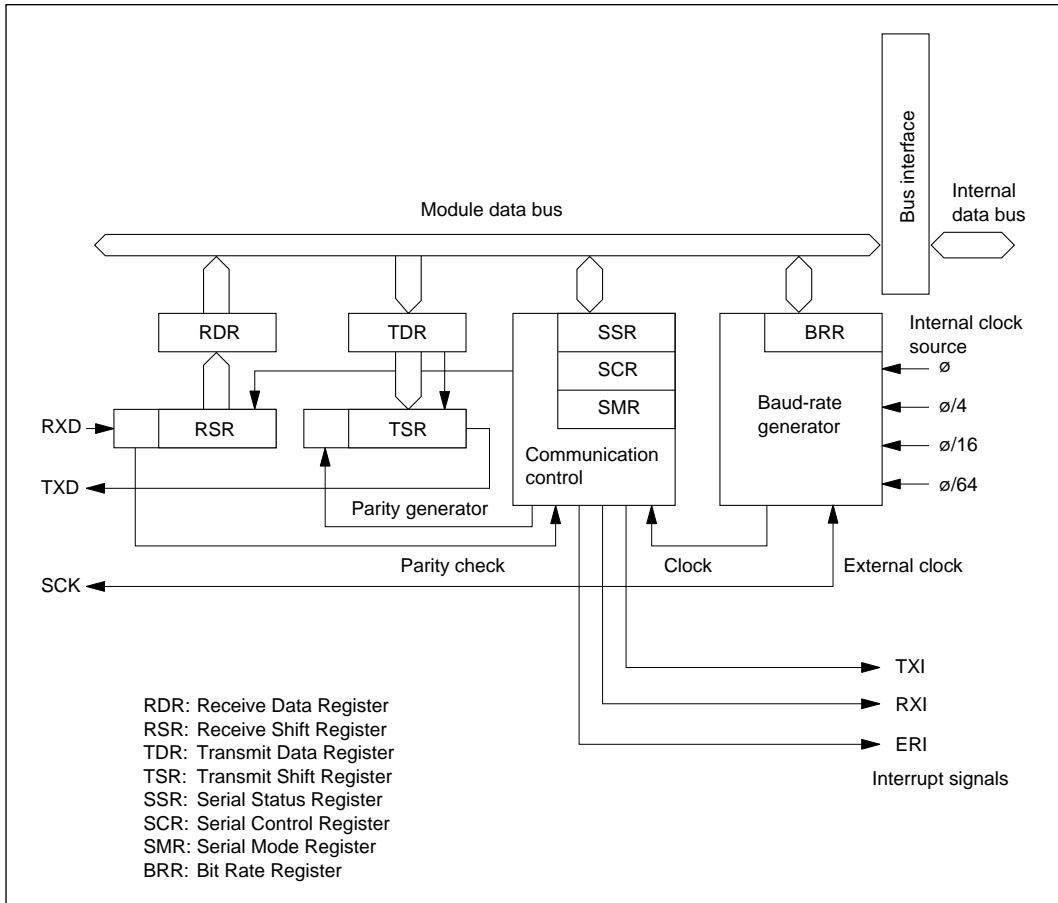 Bus interface
Internal
data bus
Module data bus
RDR
TDR
SSR
BRR
Internal clock
source
SCR
ø
SMR
Baud-rate
generator
ø/4
RXD
RSR
TSR
ø/16
Communication
control
ø/64
TXD
Parity generator
Parity check
Clock
External clock
SCK
TXI
RXI
ERI
Interrupt signals
RDR: Receive Data Register
RSR: Receive Shift Register
TDR: Transmit Data Register
TSR: Transmit Shift Register
SSR: Serial Status Register
SCR: Serial Control Register
SMR: Serial Mode Register
BRR: Bit Rate Register